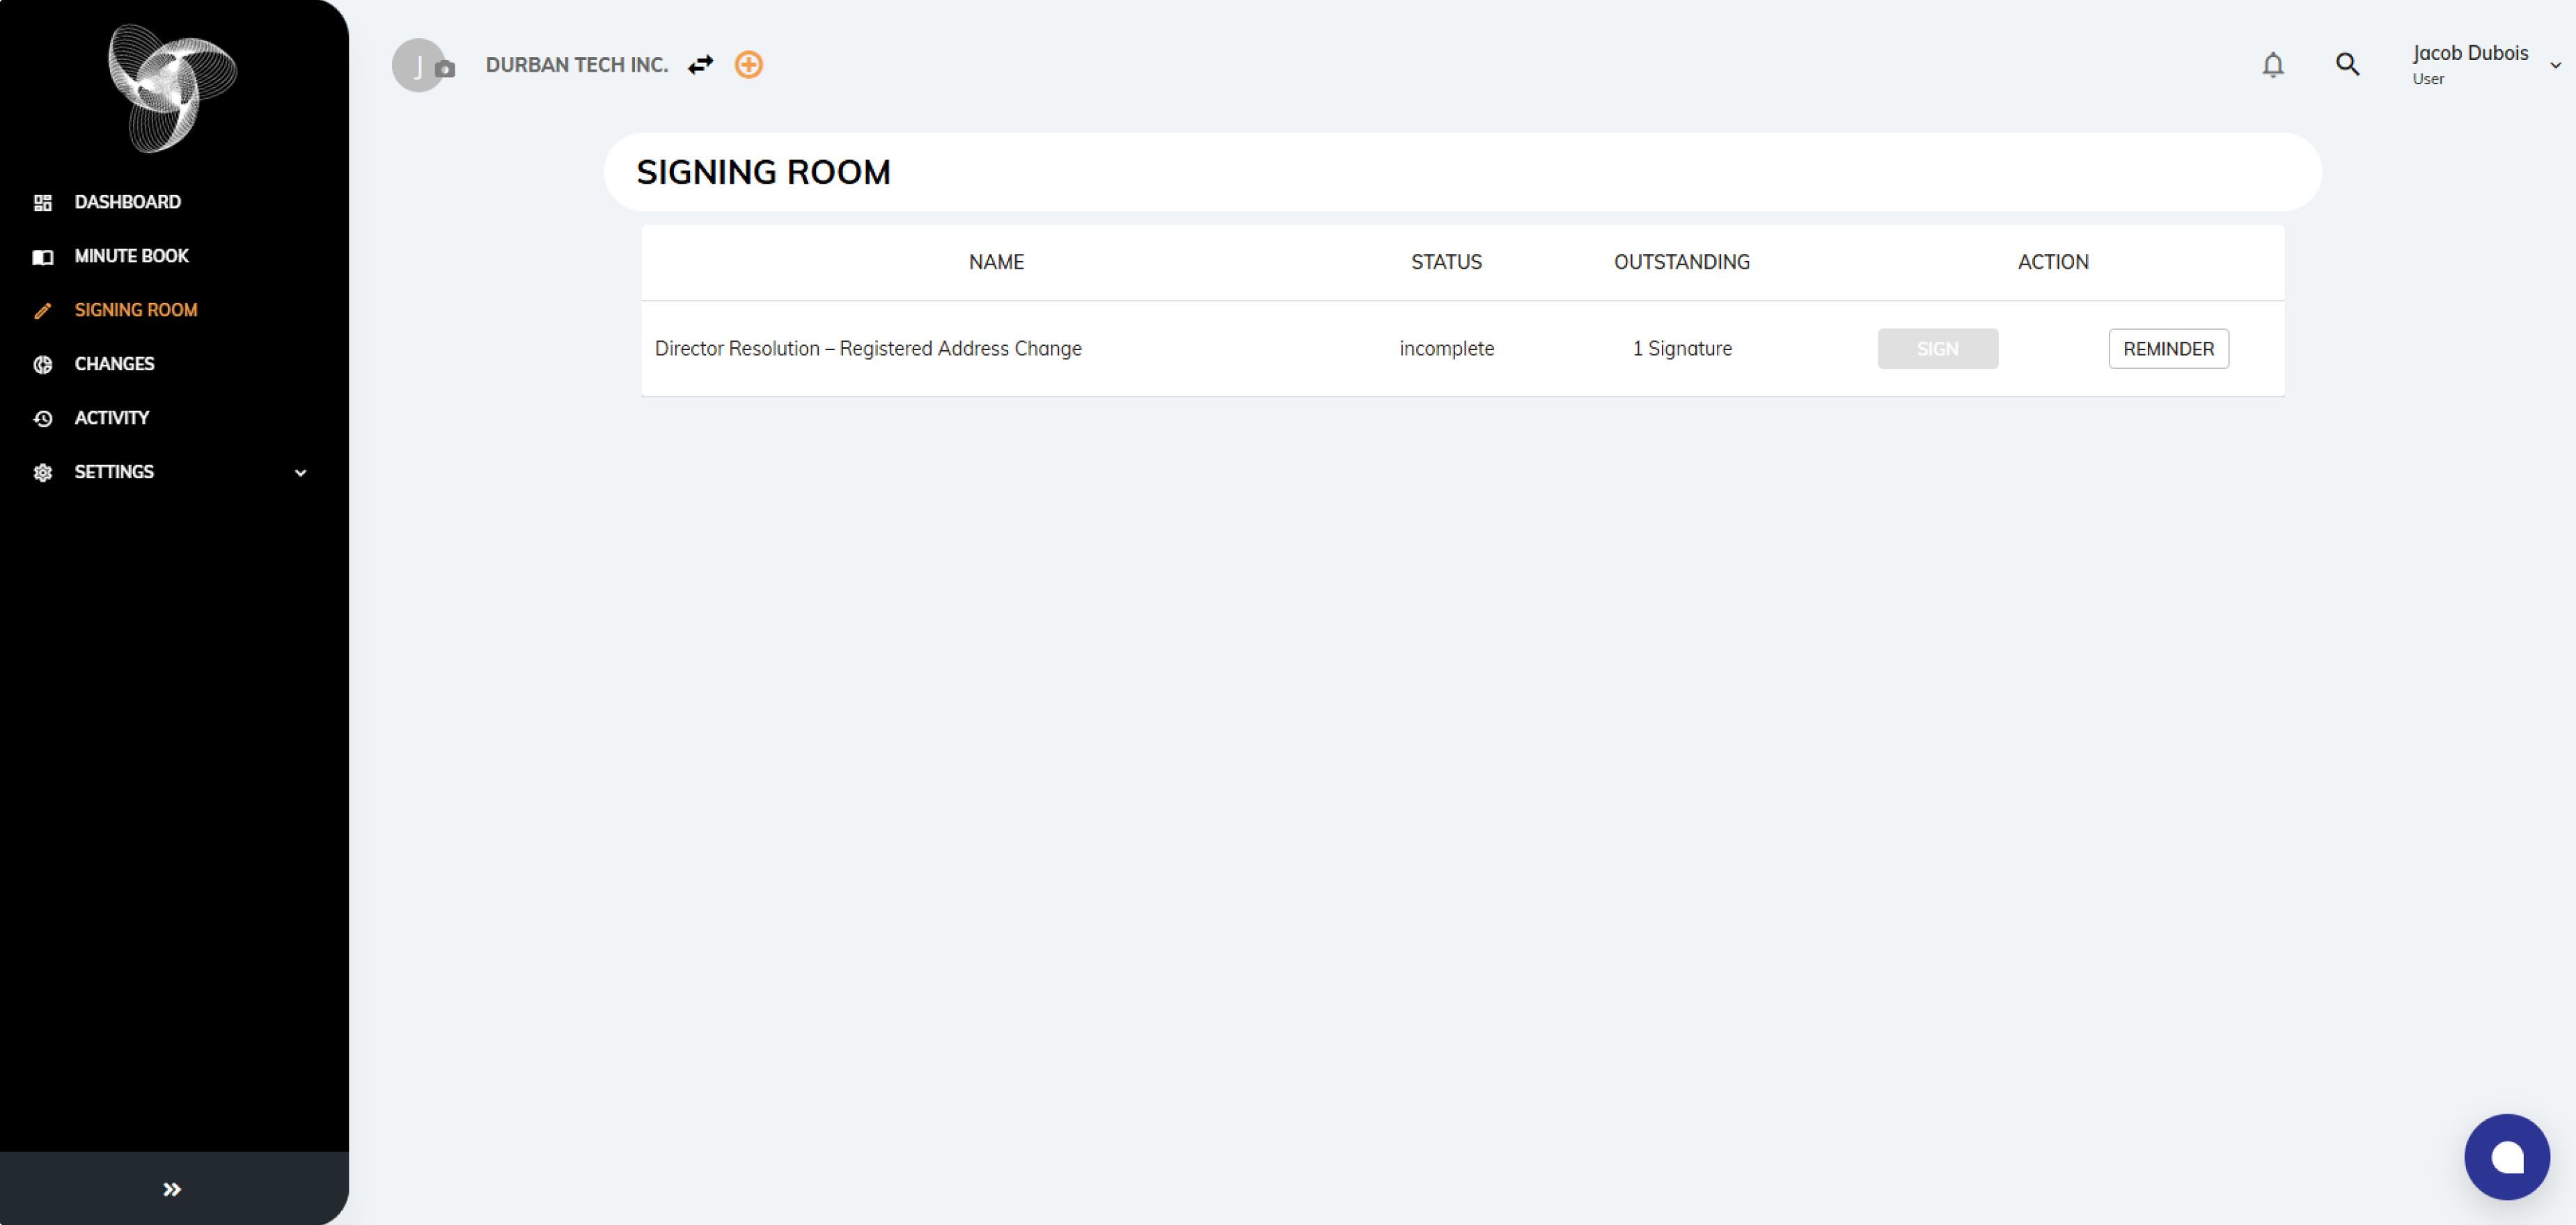 J
DURBAN TECH INC.
Jacob Dubois
User
DASHBOARD
MINUTE BOOK
SIGNING ROOM
CHANGES
ACTIVITY
SETTINGS
SIGNING ROOM
NAME STATUS OUTSTANDING ACTION
Director Resolution – Registered Address Change incomplete 1 Signature SIGN REMINDER